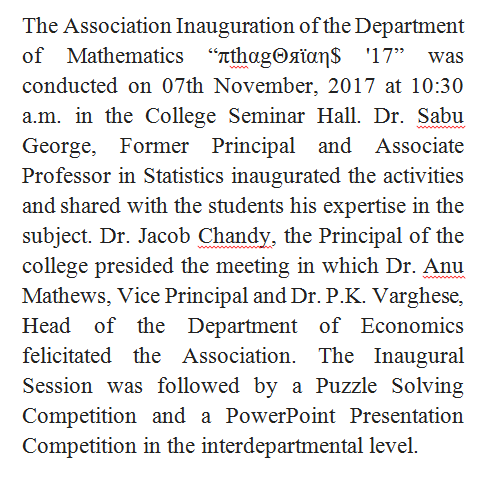 The Association Inauguration of the Department
of Mathematics “πthαgΘяïαη$ '17” was
conducted on 07th November, 2017 at 10:30
a.m. in the College Seminar Hall. Dr. Sabu
George, Former Principal and Associate
Professor in Statistics inaugurated the activities
and shared with the students his expertise in the
subject. Dr. Jacob Chandy, the Principal of the
college presided the meeting in which Dr. Anu
Mathews, Vice Principal and Dr. P.K. Varghese,
Head of the Department of Economics
felicitated the Association. The Inaugural
Session was followed by a Puzzle Solving
Competition and a PowerPoint Presentation
Competition in the interdepartmental level.